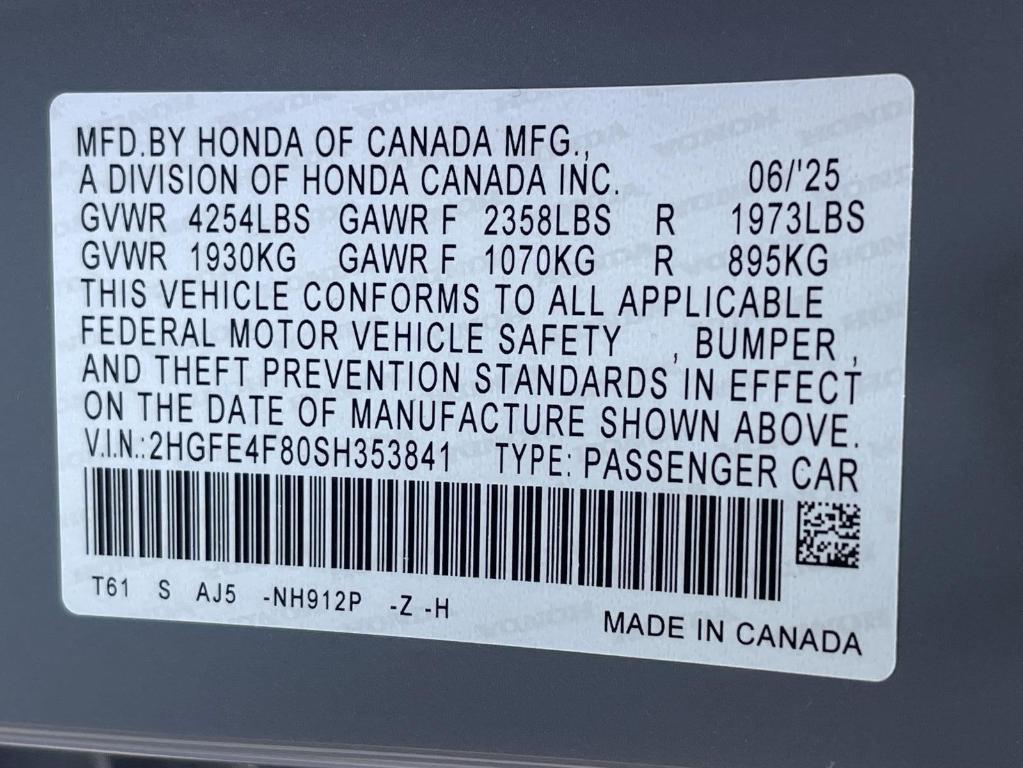 MFD.BY HONDA OF CANADA MFG.,
A DIVISION OF HONDA CANADA INC. 06/'25
GVWR 4254LBS GAWR F 2358LBS R 1973LBS
GVWR 1930KG GAWR F 1070KG R 895KG
THIS VEHICLE CONFORMS TO ALL APPLICABLE
FEDERAL MOTOR VEHICLE SAFETY , BUMPER ,
AND THEFT PREVENTION STANDARDS IN EFFECT
ON THE DATE OF MANUFACTURE SHOWN ABOVE.
V.I.N.:2HGFE4F80SH353841 TYPE: PASSENGER CAR
T61 S AJ5 -NH912P -Z -H
MADE IN CANADA